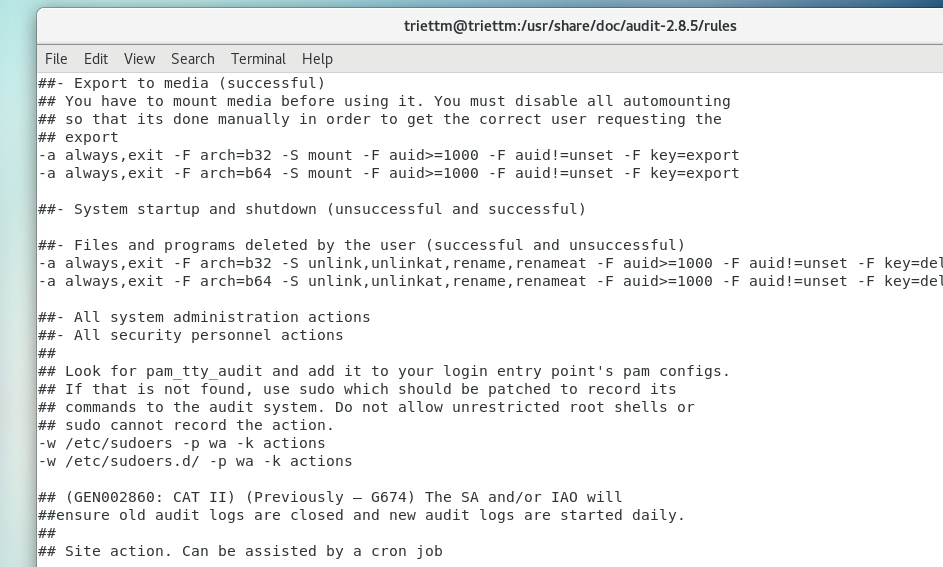 triettm@triettm:/usr/share/doc/audit-2.8.5/rules
File Edit View Search Terminal Help
##- Export to media (successful)
## You have to mount media before using it. You must disable all automounting
## so that its done manually in order to get the correct user requesting the
## export
-a always,exit -F arch=b32 -S mount -F auid>=1000 -F auid!=unset -F key=export
-a always,exit -F arch=b64 -S mount -F auid>=1000 -F auid!=unset -F key=export
##- System startup and shutdown (unsuccessful and successful)
##- Files and programs deleted by the user (successful and unsuccessful)
-a always,exit -F arch=b32 -S unlink,unlinkat,rename,renameat -F auid>=1000 -F auid!=unset -F key=del
-a always,exit -F arch=b64 -S unlink,unlinkat,rename,renameat -F auid>=1000 -F auid!=unset -F key=del
##- All system administration actions
##- All security personnel actions
##
## Look for pam_tty_audit and add it to your login entry point's pam configs.
## If that is not found, use sudo which should be patched to record its
## commands to the audit system. Do not allow unrestricted root shells or
## sudo cannot record the action.
-w /etc/sudoers -p wa -k actions
-w /etc/sudoers.d/ -p wa -k actions
## (GEN002860: CAT II) (Previously – G674) The SA and/or IAO will
##ensure old audit logs are closed and new audit logs are started daily.
##
## Site action. Can be assisted by a cron job